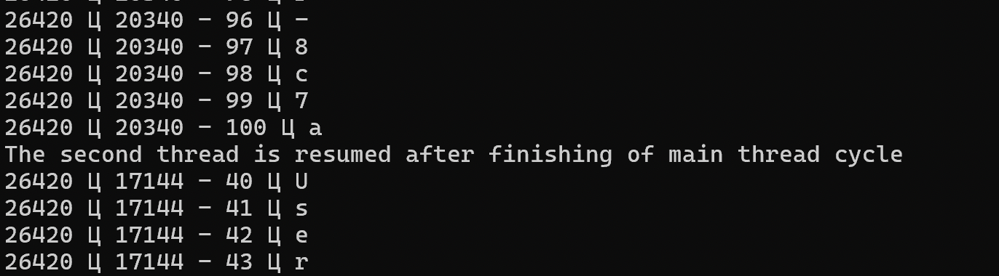 26420 Ц 20340 - 96 Ц -
26420 Ц 20340 - 97 Ц 8
26420 Ц 20340 - 98 Ц c
26420 Ц 20340 - 99 Ц 7
26420 Ц 20340 - 100 Ц a
The second thread is resumed after finishing of main thread cycle
26420 Ц 17144 - 40 Ц U
26420 Ц 17144 - 41 Ц s
26420 Ц 17144 - 42 Ц e
26420 Ц 17144 - 43 Ц r